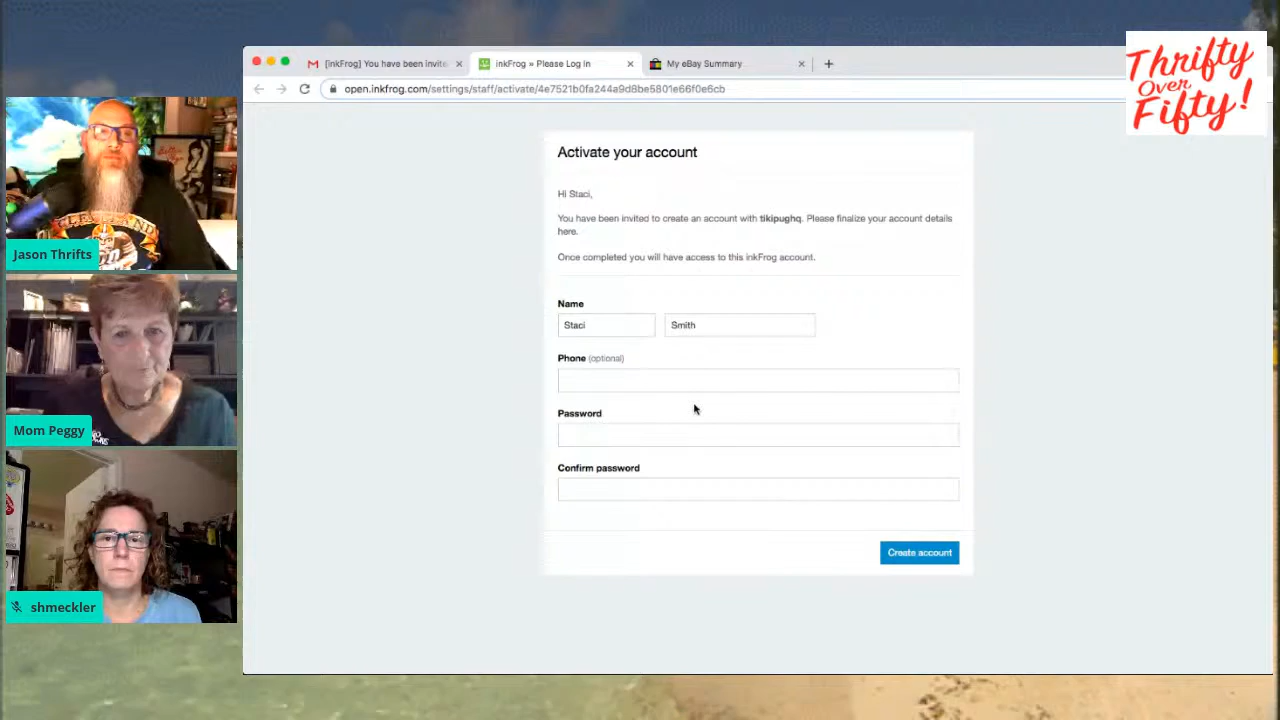 Thrifty
Over
Fifty!
[inkFrog] You have been invite
inkFrog » Please Log in
My eBay Summary
open.inkfrog.com/settings/staff/activate/4e7521b0fa244a9d8be5801e66f0e6cb
Activate your account
Hi Staci,
You have been invited to create an account with tikipughq. Please finalize your account details
here.
Once completed you will have access to this inkFrog account.
Name
Staci
Smith
Phone (optional)
Password
Confirm password
Create account
Jason Thrifts
Mom Peggy
shmeckler